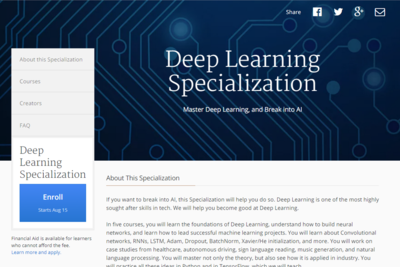 Share
Deep Learning
Specialization
Master Deep Learning, and Break into AI
About this Specialization
Courses
Creators
FAQ
Deep
Learning
Specialization
Enroll
Starts Aug 15
Financial Aid is available for learners
who cannot afford the fee.
Learn more and apply.
About This Specialization
If you want to break into AI, this Specialization will help you do so. Deep Learning is one of the most highly
sought after skills in tech. We will help you become good at Deep Learning.
In five courses, you will learn the foundations of Deep Learning, understand how to build neural
networks, and learn how to lead successful machine learning projects. You will learn about Convolutional
networks, RNNs, LSTM, Adam, Dropout, BatchNorm, Xavier/He initialization, and more. You will work on
case studies from healthcare, autonomous driving, sign language reading, music generation, and natural
language processing. You will master not only the theory, but also see how it is applied in industry. You
will practice all these ideas in Python and in TensorFlow, which we will teach.